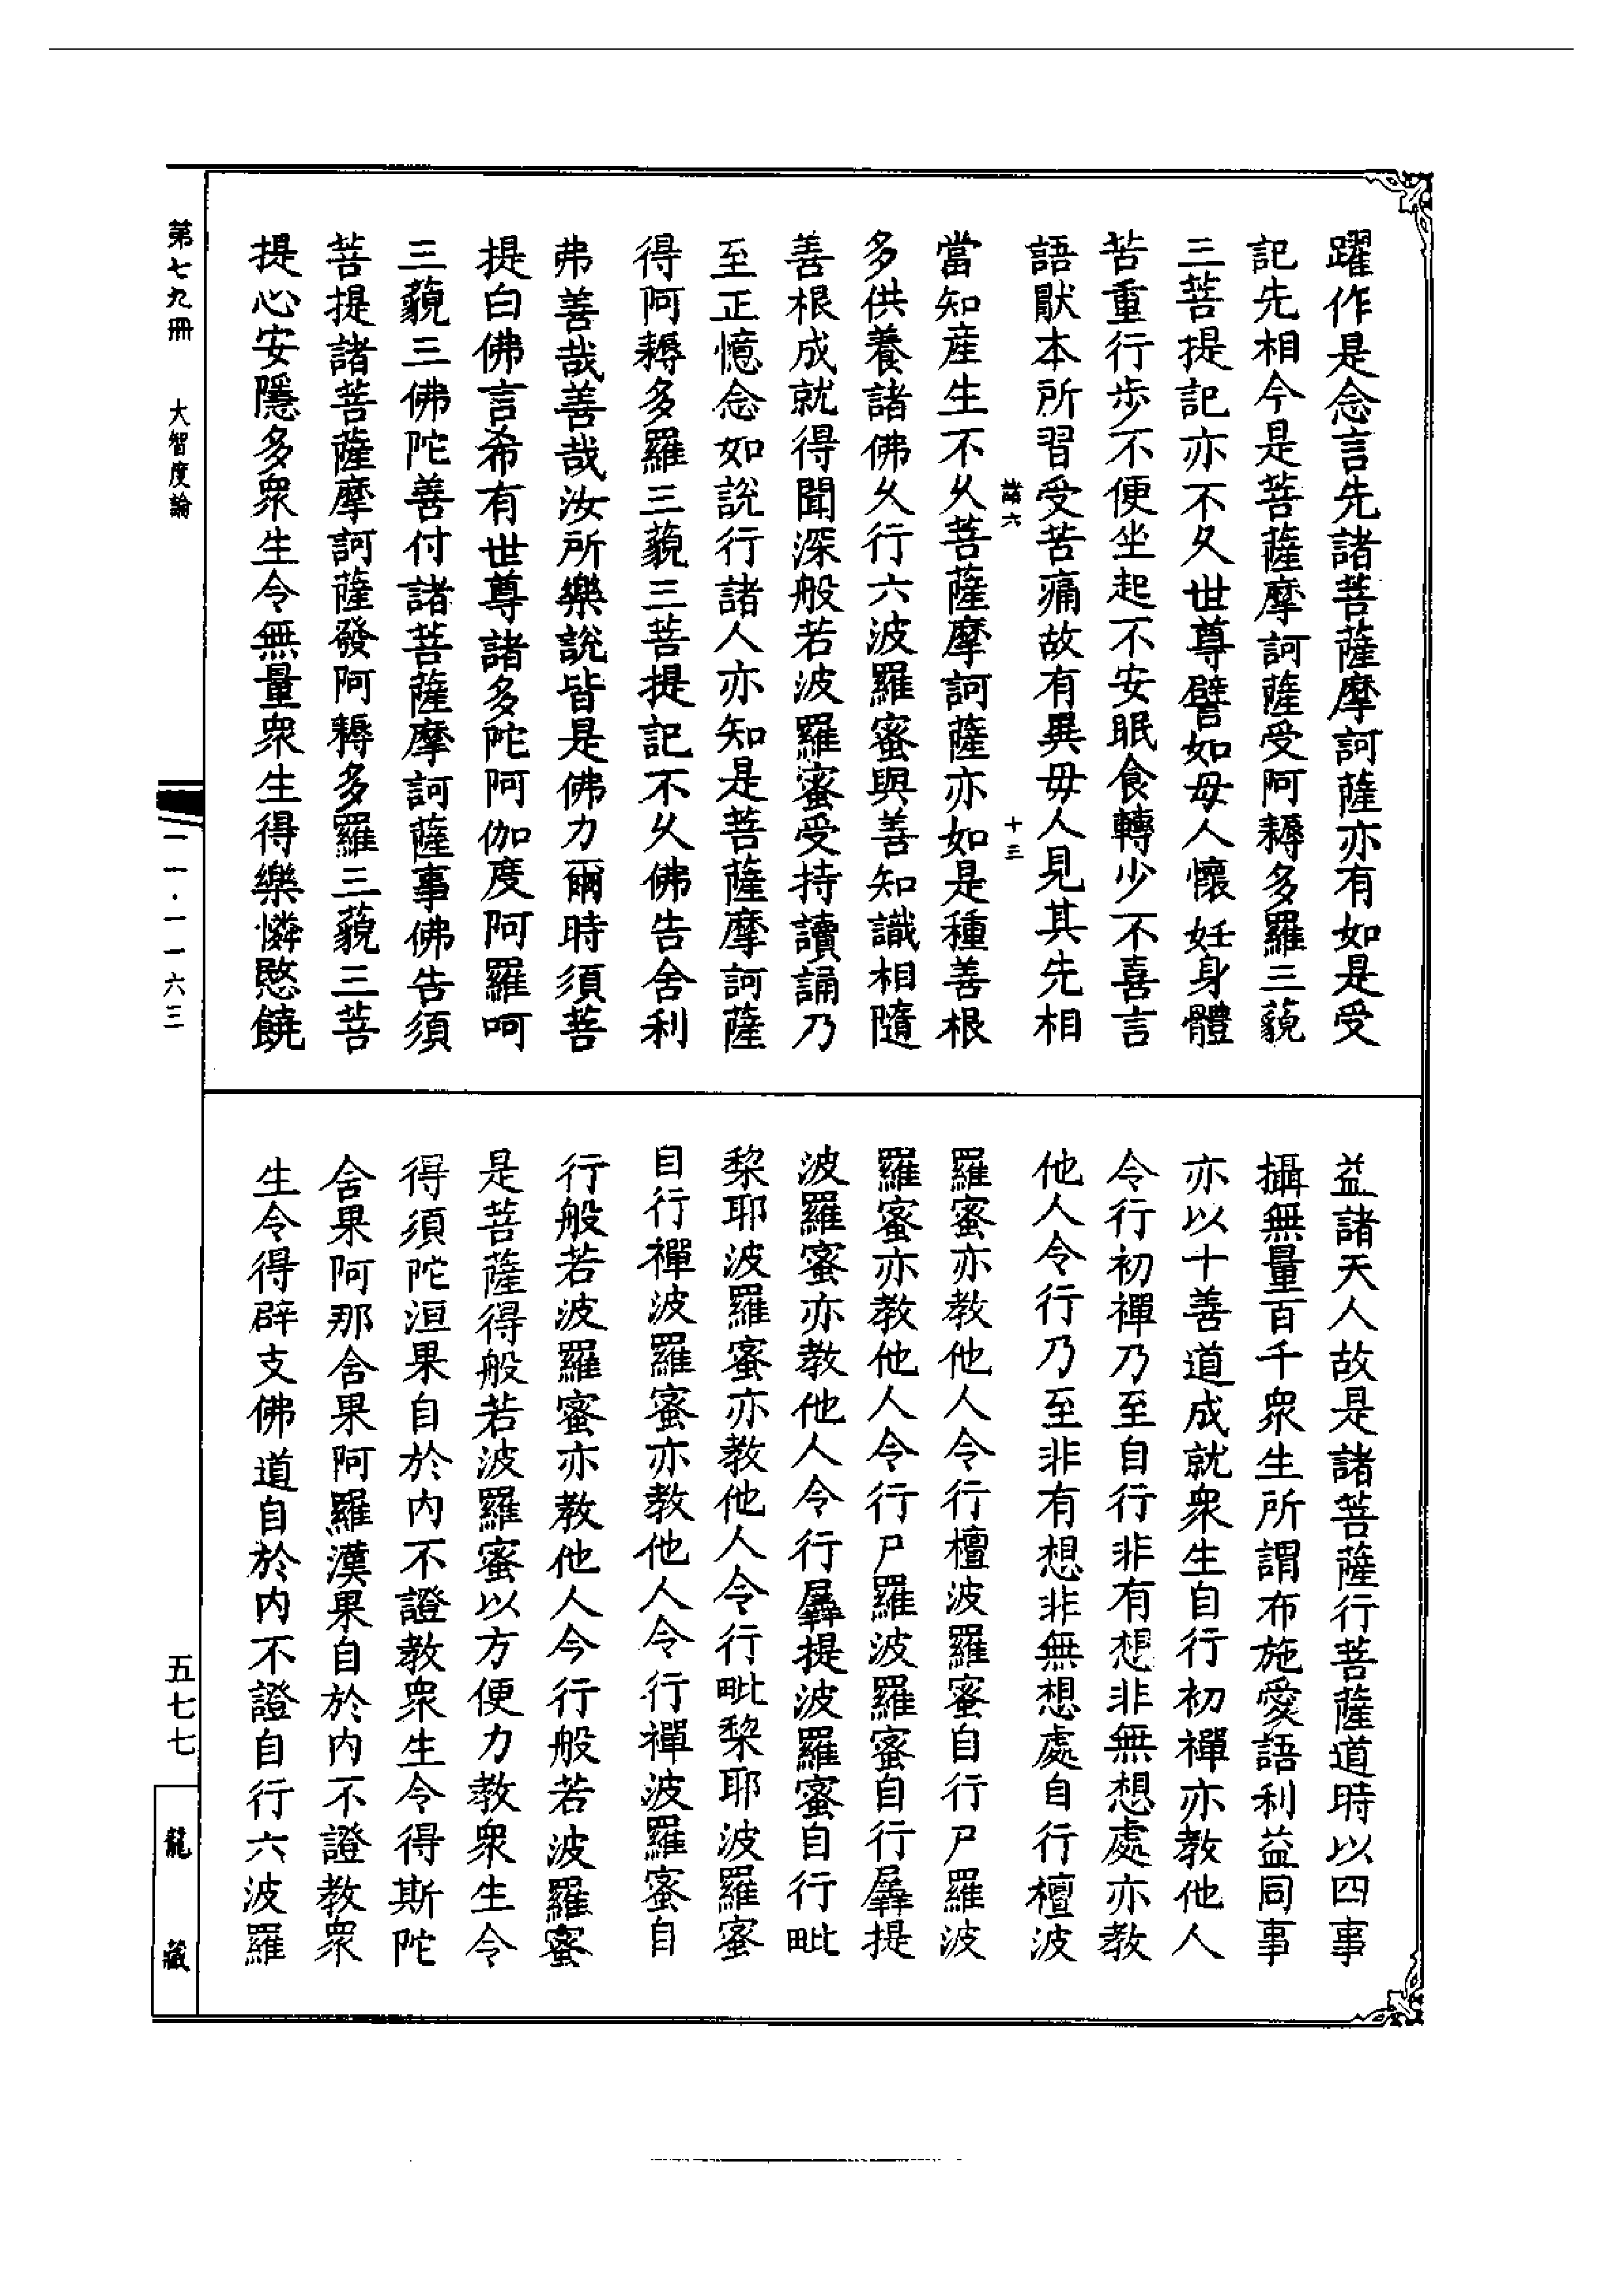 躍作是念言先諸菩薩摩訶薩亦有如是受
記先相今是菩薩摩訶薩受阿耨多羅三藐
三菩提記亦不久世尊譬如母人懷妊身體
苦重行步不便坐起不安眠食轉少不喜言
語猒本所習受苦痛故有異母人見其先相
六
十三
當知産生不久菩薩摩訶薩亦如是種善根
多供養諸佛久行六波羅蜜與善知識相隨
善根成就得聞深般若波羅蜜受持讀誦乃
至正憶念如說行諸人亦知是菩薩摩訶薩
得阿耨多羅三藐三菩提記不久佛告舍利
弗善哉善哉汝所樂說皆是佛力爾時須菩
提白佛言希有世尊諸多陀阿伽度阿羅呵
三藐三佛陀善付諸菩薩摩訶薩事佛告須
菩提諸菩薩摩訶薩發阿耨多羅三藐三菩
提心安隱多衆生令無量衆生得樂憐愍饒
益諸天人故是諸菩薩行菩薩道時以四事
攝無量百千衆生所謂布施愛語利益同事
亦以十善道成就衆生自行初禪亦教他人
令行初禪乃至自行非有想非無想處亦教
他人令行乃至非有想非無想處自行檀波
羅蜜亦教他人令行檀波羅蜜自行尸羅波
羅蜜亦教他人令行尸羅波羅蜜自行羼提
波羅蜜亦教他人令行羼提波羅蜜自行毗
棃耶波羅蜜亦教他人令行毗棃耶波羅蜜
自行禪波羅蜜亦教他人令行禪波羅蜜自
行般若波羅蜜亦教他人令行般若波羅蜜
是菩薩得般若波羅蜜以方便力教衆生令
得須陀洹果自於內不證教衆生令得斯陀
含果阿那含果阿羅漢果自於內不證教衆
生令得辟支佛道自於內不證自行六波羅
第七九冊 大智度論
一一·一一六三
五七七
龍藏